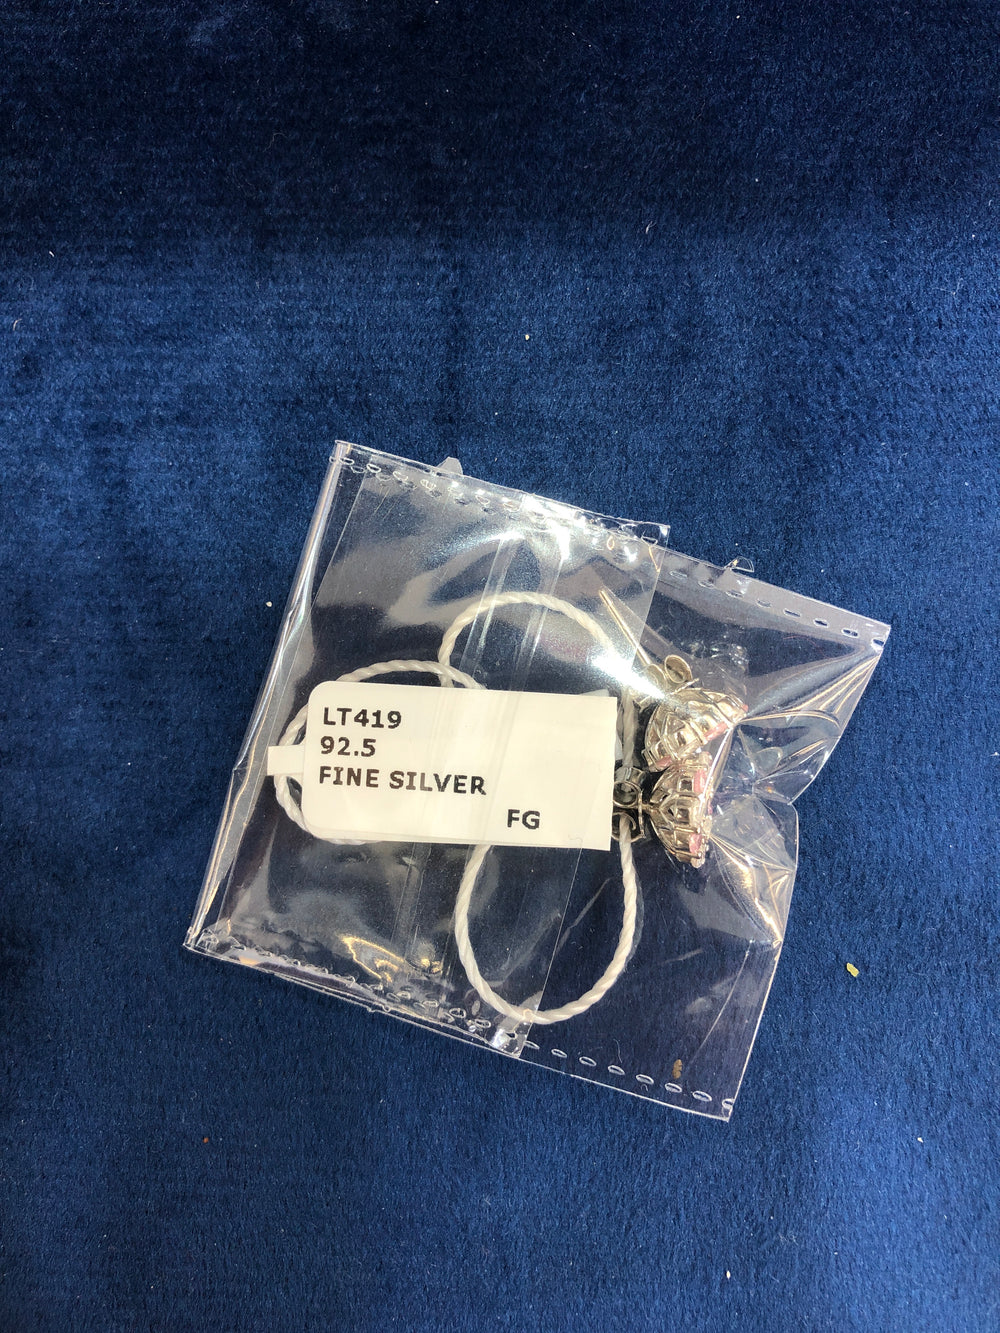 LT419
92.5
FINE SILVER
FG